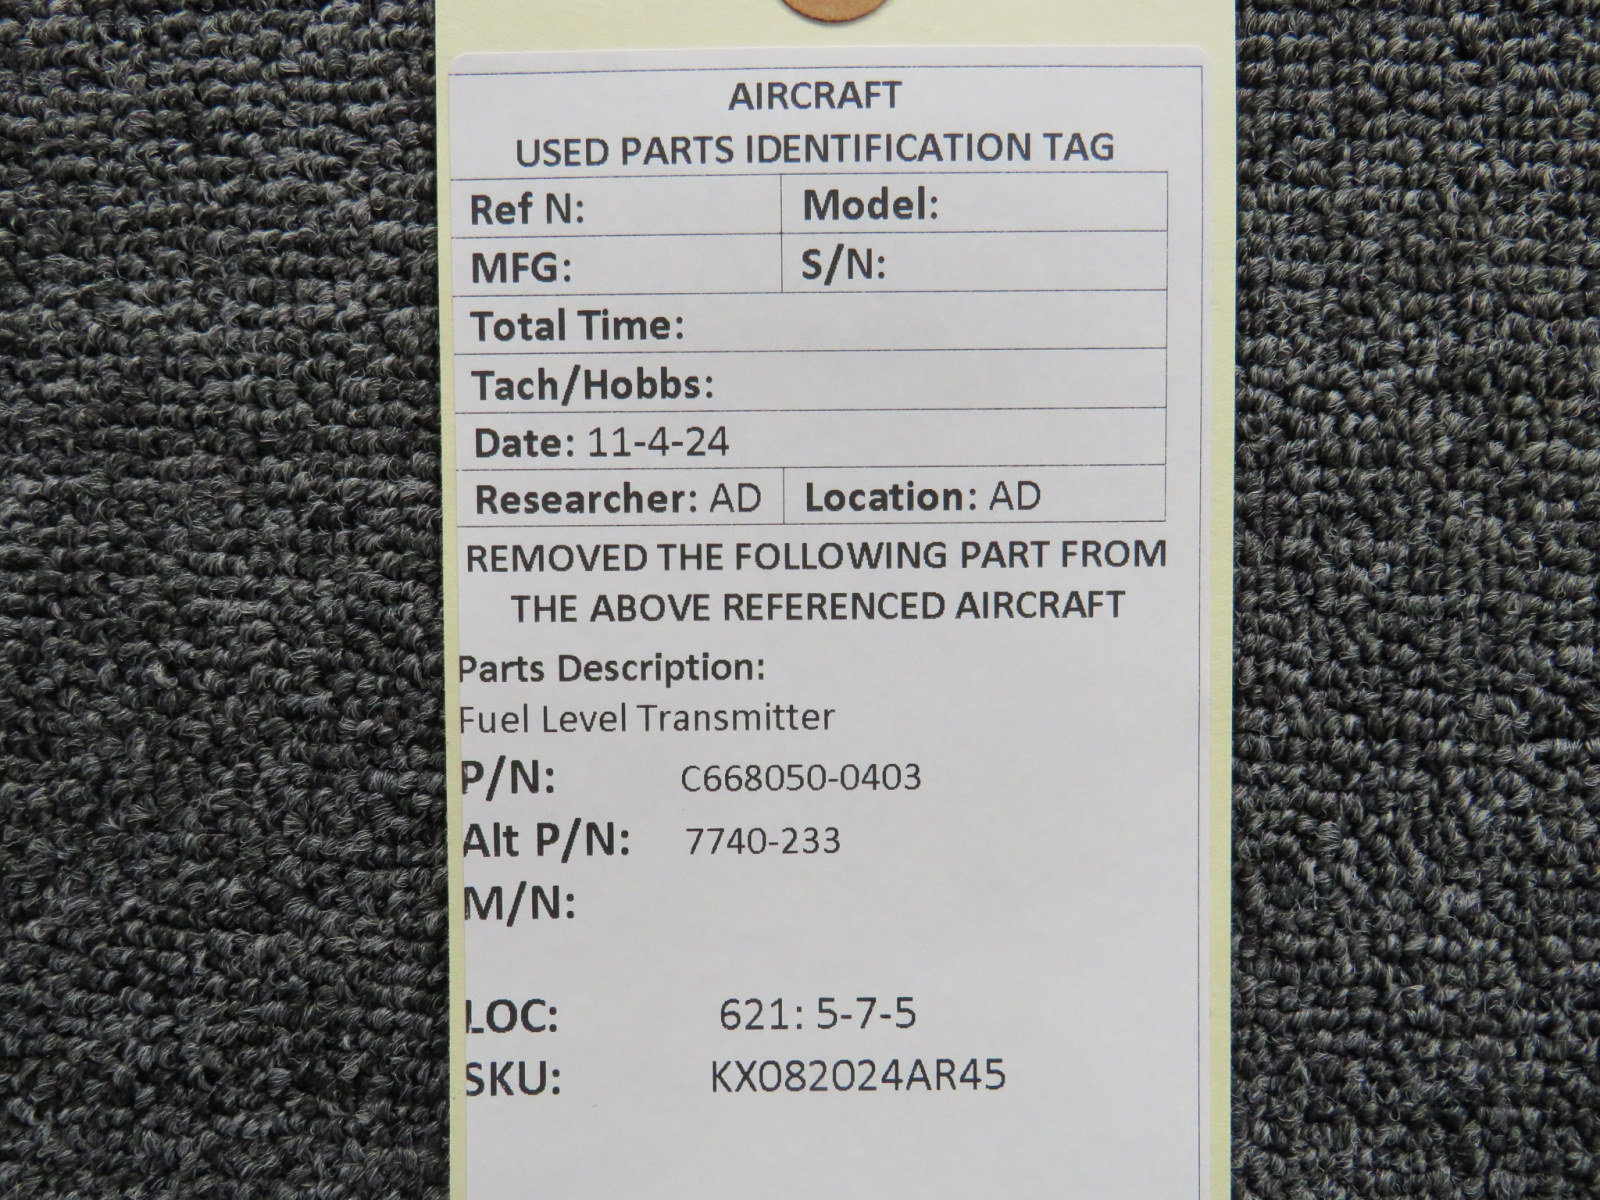 AIRCRAFT
USED PARTS IDENTIFICATION TAG
Ref N: Model:
MFG: S/N:
Total Time:
Tach/Hobbs:
Date: 11-4-24
Researcher: AD Location: AD
REMOVED THE FOLLOWING PART FROM
THE ABOVE REFERENCED AIRCRAFT
Parts Description:
Fuel Level Transmitter
P/N: C668050-0403
Alt P/N: 7740-233
M/N:
LOC: 621: 5-7-5
SKU: KX082024AR45